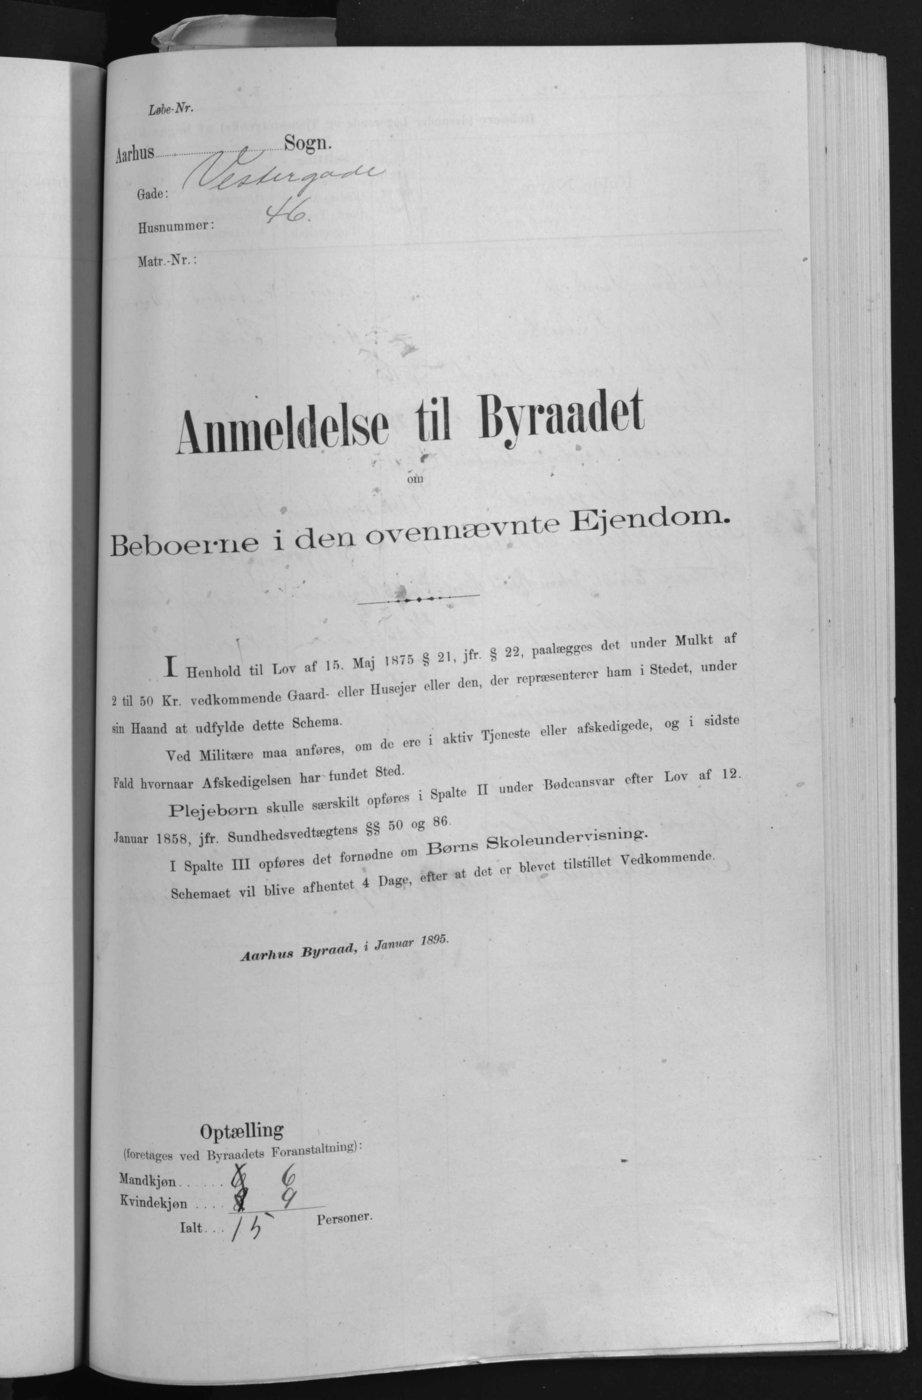 Løbe-Nr.
Aarhus Sogn.
Gade: Vestergade
Husnummer: 46.
Matr.-Nr.:
Anmeldelse til Byraadet
om
Beboerne i den ovennævnte Ejendom.
I Henhold til Lov af 15. Maj 1875 § 21, jfr. § 22, paalægges det under Mulkt af
2 til 50 Kr. vedkommende Gaard- eller Husejer eller den, der repræsenterer ham i Stedet, under
sin Haand at udfylde dette Schema.
Ved Militære maa anføres, om de ere i aktiv Tjeneste eller afskedigede, og i sidste
Fald hvornaar Afskedigelsen har fundet Sted.
Plejebørn skulle særskilt opføres i Spalte II under Bødeansvar efter Lov af 12.
Januar 1858, jfr. Sundhedsvedtægtens §§ 50 og 86.
I Spalte III opføres det fornødne om Børns Skoleundervisning.
Schemaet vil blive afhentet 4 Dage, efter at det er blevet tilstillet Vedkommende.
Aarhus Byraad, i Januar 1895.
Optælling
(foretages ved Byraadets Foranstaltning):
Mandkjøn...... 6
Kvindekjøn .... 9
Ialt... 15 Personer.